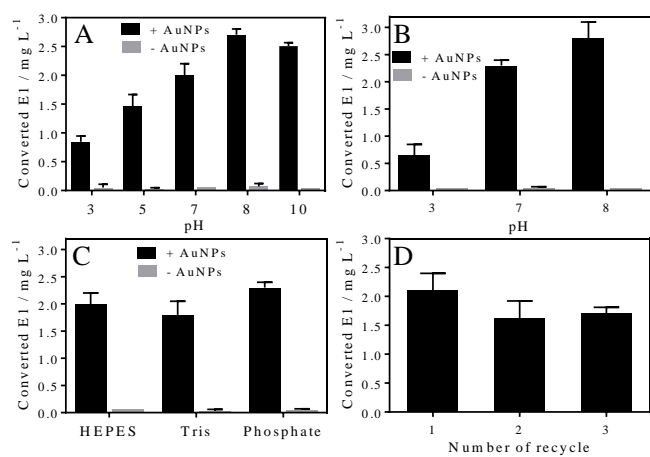 A
+ AuNPs
- AuNPs
Converted E1 / mg L-1
3.0
2.5
2.0
1.5
1.0
0.5
0.0
3 5 7 8 10
pH
B
+ AuNPs
- AuNPs
Converted E1 / mg L-1
3.0
2.5
2.0
1.5
1.0
0.5
0.0
3 7 8
pH
C
+ AuNPs
- AuNPs
Converted E1 / mg L-1
3.0
2.5
2.0
1.5
1.0
0.5
0.0
HEPES Tris Phosphate
D
Converted E1 / mg L-1
3.0
2.5
2.0
1.5
1.0
0.5
0.0
1 2 3
Number of recycle